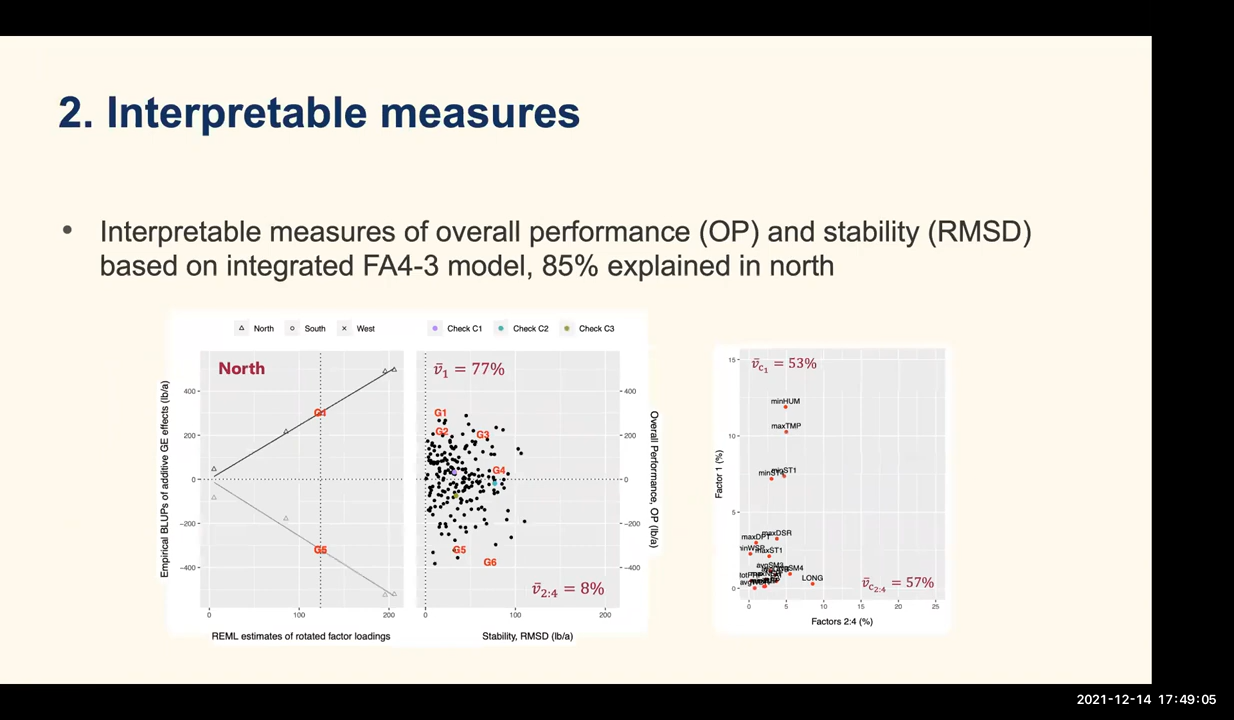 2. Interpretable measures
• Interpretable measures of overall performance (OP) and stability (RMSD)
based on integrated FA4-3 model, 85% explained in north
North South West
Check C1 Check C2 Check C3
North
Empirical BLUPs of additive GE effects (lb/a)
400
200
0
−200
−400
G5
0 100 200
REML estimates of rotated factor loadings
v̄₁ = 77%
G1
G2
G3
G4
G5
G6
v̄₂:₄ = 8%
400
200
0
−200
−400
Overall Performance, OP (lb/a)
0 100 200
Stability, RMSD (lb/a)
v̄c₁ = 53%
Factor 1 (%)
15
10
5
0
minHUM
maxTMP
minST1
maxDSR
maxDPT
maxST1
LONG
v̄c₂:₄ = 57%
0 5 10 15 20 25
Factors 2:4 (%)
2021-12-14 17:49:05